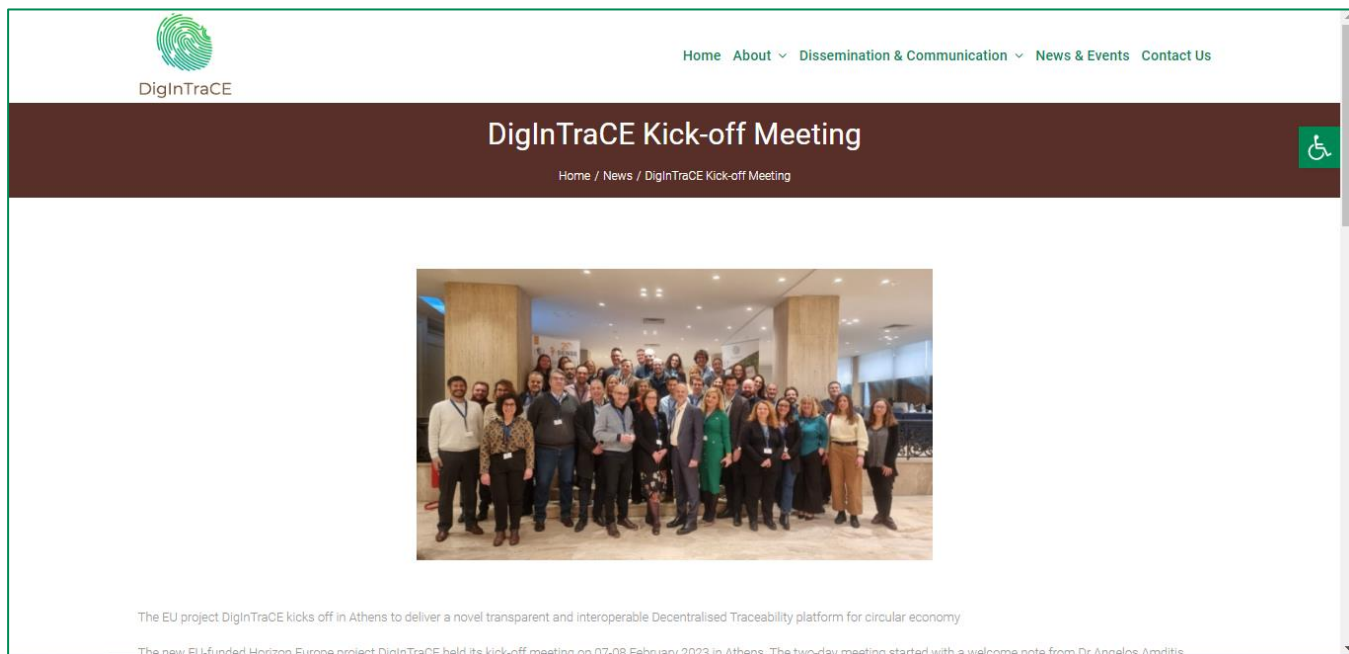 DigInTraCE
Home About Dissemination & Communication News & Events Contact Us
DigInTraCE Kick-off Meeting
Home / News / DigInTraCE Kick-off Meeting
The EU project DigInTraCE kicks off in Athens to deliver a novel transparent and interoperable Decentralised Traceability platform for circular economy
The new EU-funded Horizon Europe project DigInTraCE held its kick-off meeting on 07-08 February 2023 in Athens. The two-day meeting started with a welcome note from Dr Angelos Amditis,